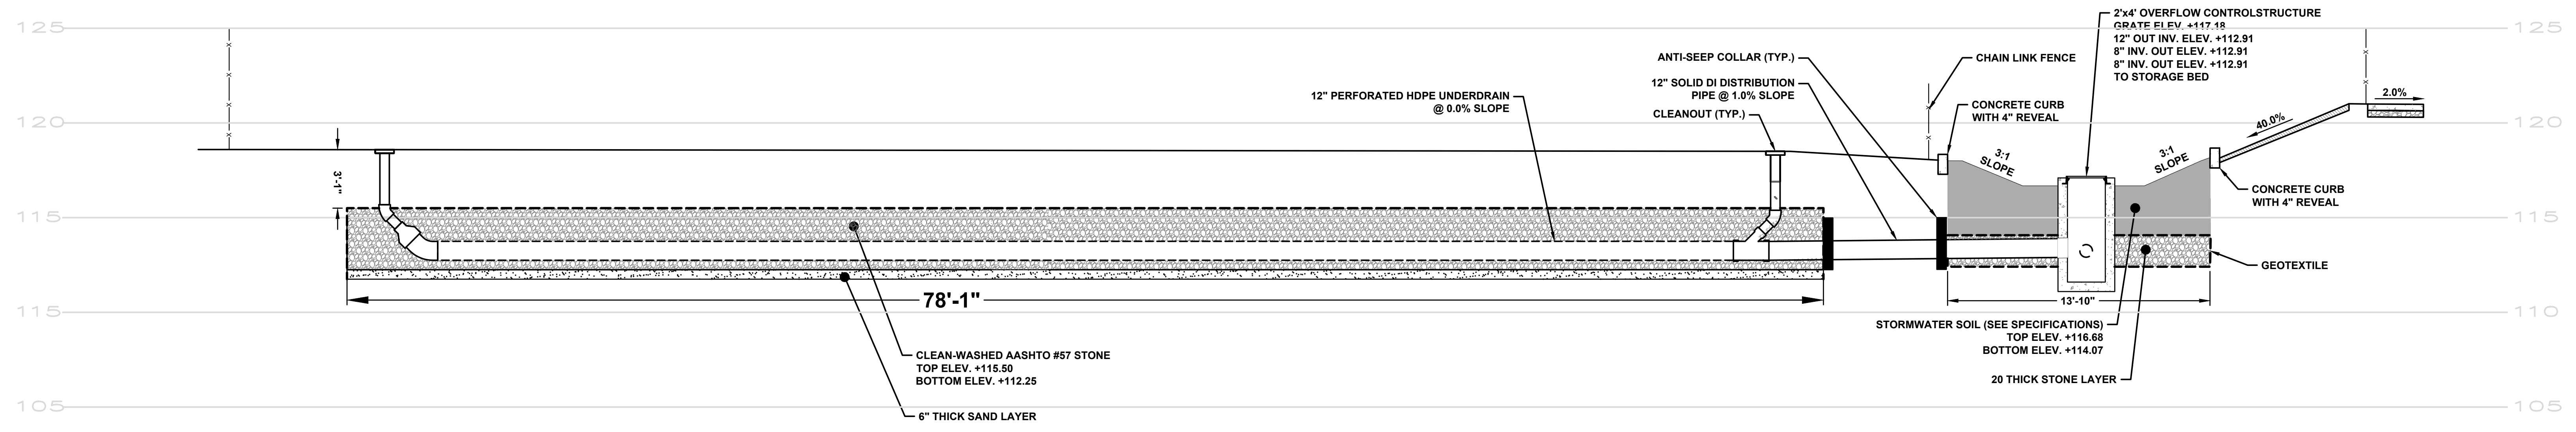 125
125
2'x4' OVERFLOW CONTROLSTRUCTURE
GRATE ELEV. +117.18
12" OUT INV. ELEV. +112.91
8" INV. OUT ELEV. +112.91
8" INV. OUT ELEV. +112.91
TO STORAGE BED
ANTI-SEEP COLLAR (TYP.)
CHAIN LINK FENCE
12" SOLID DI DISTRIBUTION
PIPE @ 1.0% SLOPE
12" PERFORATED HDPE UNDERDRAIN
@ 0.0% SLOPE
CLEANOUT (TYP.)
CONCRETE CURB
WITH 4" REVEAL
2.0%
40.0%
120
120
3:1
SLOPE
3:1
SLOPE
3'-1"
CONCRETE CURB
WITH 4" REVEAL
115
115
GEOTEXTILE
78'-1"
13'-10"
115
110
STORMWATER SOIL (SEE SPECIFICATIONS)
TOP ELEV. +116.68
BOTTOM ELEV. +114.07
CLEAN-WASHED AASHTO #57 STONE
TOP ELEV. +115.50
BOTTOM ELEV. +112.25
20 THICK STONE LAYER
6" THICK SAND LAYER
105
105